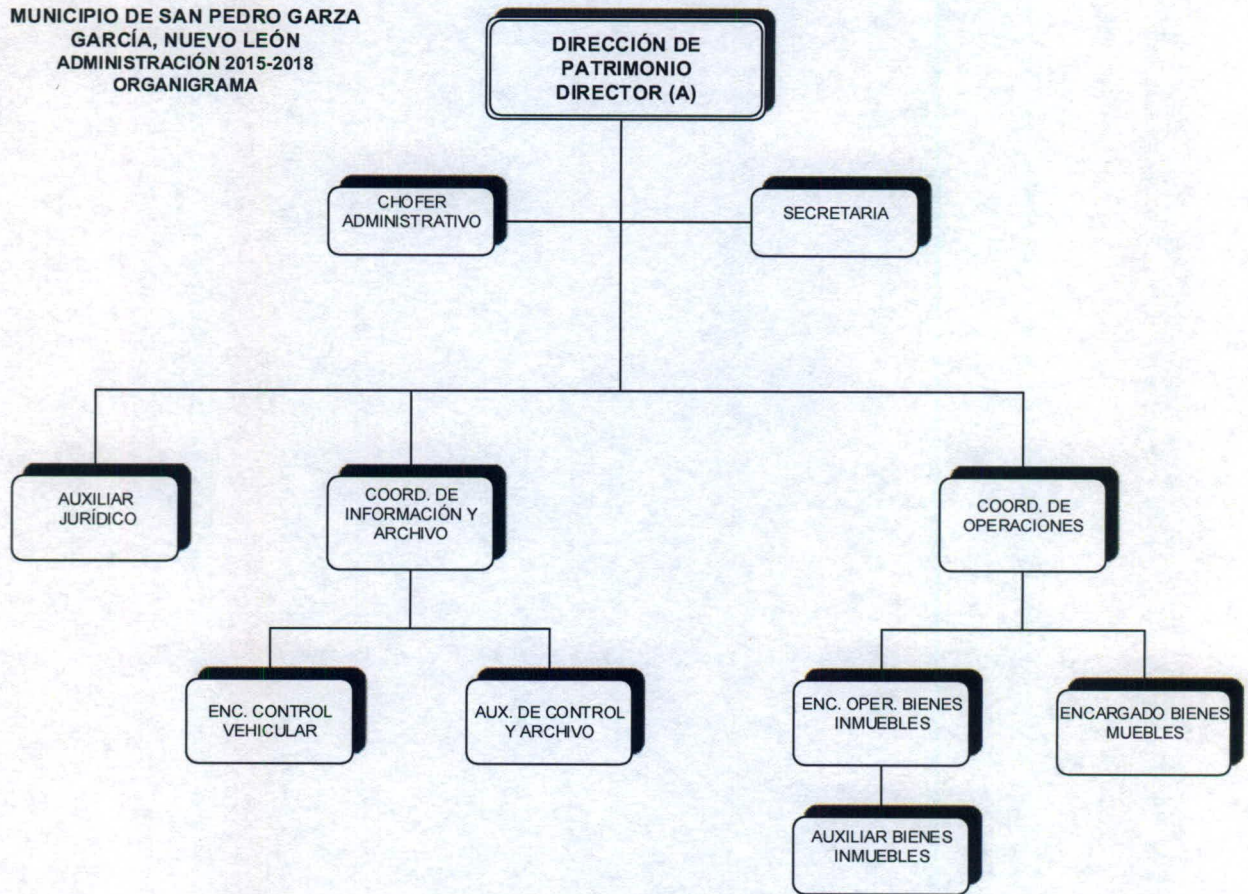 MUNICIPIO DE SAN PEDRO GARZA
GARCÍA, NUEVO LEÓN
ADMINISTRACIÓN 2015-2018
ORGANIGRAMA
DIRECCIÓN DE
PATRIMONIO
DIRECTOR (A)
CHOFER
ADMINISTRATIVO
SECRETARIA
AUXILIAR
JURÍDICO
COORD. DE
INFORMACIÓN Y
ARCHIVO
COORD. DE
OPERACIONES
ENC. CONTROL
VEHICULAR
AUX. DE CONTROL
Y ARCHIVO
ENC. OPER. BIENES
INMUEBLES
ENCARGADO BIENES
MUEBLES
AUXILIAR BIENES
INMUEBLES